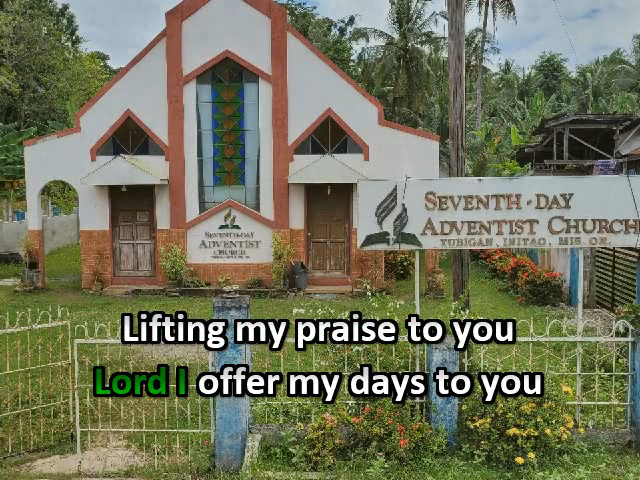 SEVENTH-DAY
ADVENTIST CHURCH
TUBIGAN, INITAO, MIS. OR.
SEVENTH-DAY
ADVENTIST
CHURCH
Lifting my praise to you
Lord I offer my days to you